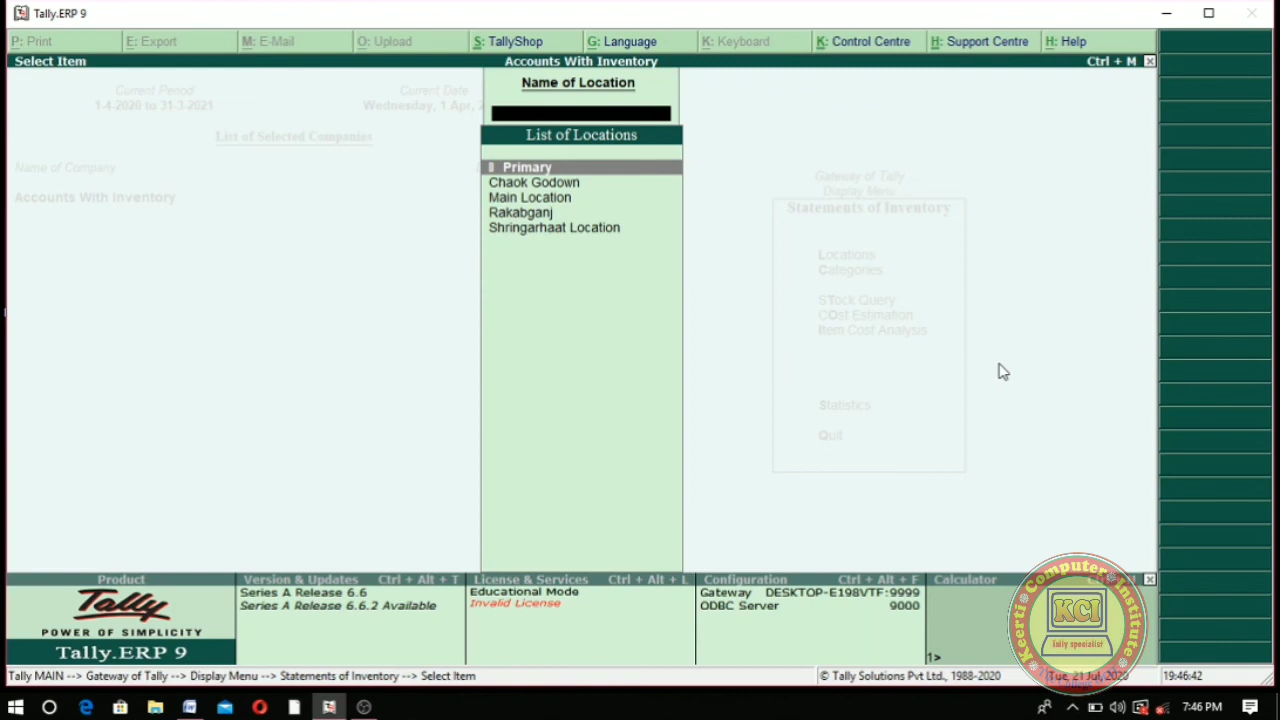 Tally.ERP 9
P: Print
E: Export
M: E-Mail
O: Upload
S: TallyShop
G: Language
K: Keyboard
K: Control Centre
H: Support Centre
H: Help
Select Item
Accounts With Inventory
Ctrl + M
Current Period
1-4-2020 to 31-3-2021
Current Date
Wednesday, 1 Apr, 2
List of Selected Companies
Name of Company
Accounts With Inventory
Name of Location
List of Locations
Primary
Chaok Godown
Main Location
Rakabganj
Shringarhaat Location
Gateway of Tally ...
Display Menu ...
Statements of Inventory
Locations
Categories
STock Query
COst Estimation
Item Cost Analysis
Statistics
Quit
Product
Tally
POWER OF SIMPLICITY
Tally.ERP 9
Version & Updates Ctrl + Alt + T
Series A Release 6.6
Series A Release 6.6.2 Available
License & Services Ctrl + Alt + L
Educational Mode
Invalid License
Configuration Ctrl + Alt + F
Gateway DESKTOP-E198VTF:9999
ODBC Server 9000
Calculator
1>
Keerti Computer Institute
KCI
Tally specialist
Tally MAIN --> Gateway of Tally --> Display Menu --> Statements of Inventory --> Select Item
© Tally Solutions Pvt Ltd., 1988-2020
Tue, 21 Jul, 2020
19:46:42
7:46 PM